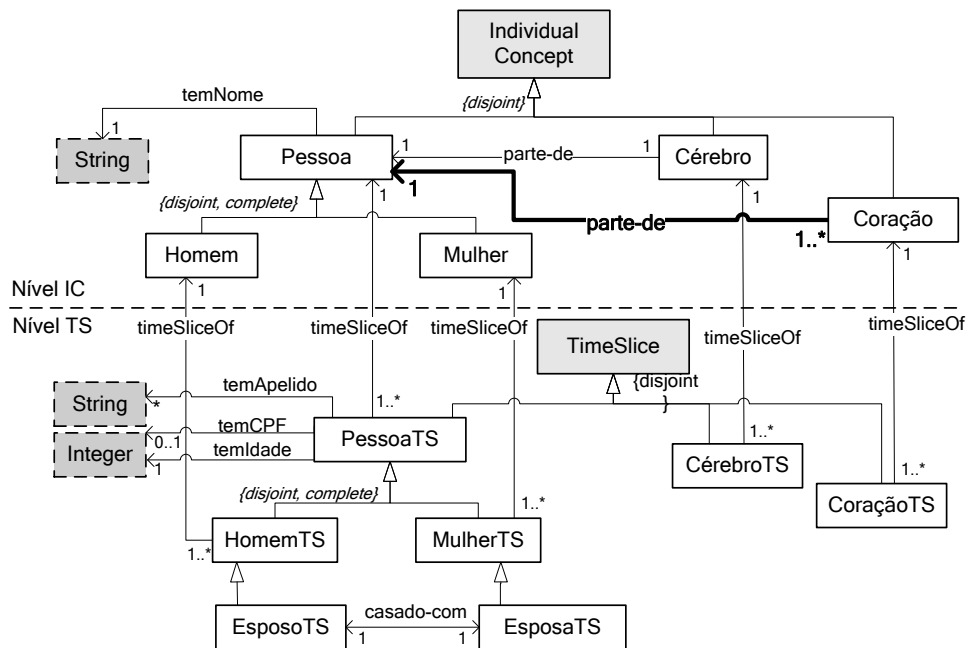 Individual
Concept
temNome
{disjoint}
1
String
Pessoa
1
parte-de
1
Cérebro
1
1
1
{disjoint, complete}
parte-de
1..*
Coração
Homem
Mulher
1
1
1
Nível IC
Nível TS
timeSliceOf
timeSliceOf
timeSliceOf
TimeSlice
timeSliceOf
timeSliceOf
{disjoint
}
temApelido
String
*
1..*
temCPF
PessoaTS
0..1
Integer
temIdade
1
1..*
CérebroTS
1..*
{disjoint, complete}
1..*
CoraçãoTS
HomemTS
MulherTS
1..*
casado-com
EsposoTS
1
1
EsposaTS